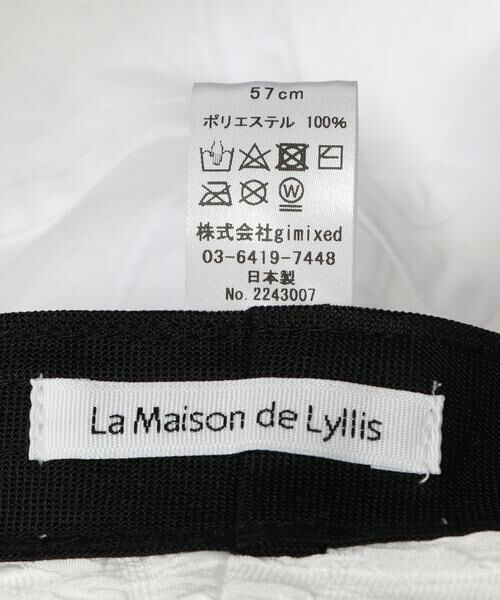 57cm
ポリエステル 100%
W
株式会社gimixed
03-6419-7448
日本製
No. 2243007
La Maison de Lyllis